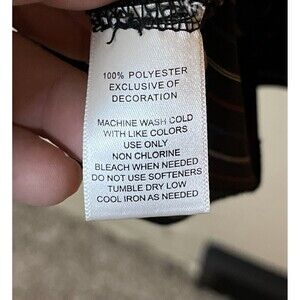 100% POLYESTER
EXCLUSIVE OF
DECORATION
MACHINE WASH COLD
WITH LIKE COLORS
USE ONLY
NON CHLORINE
BLEACH WHEN NEEDED
DO NOT USE SOFTENERS
TUMBLE DRY LOW
COOL IRON AS NEEDED